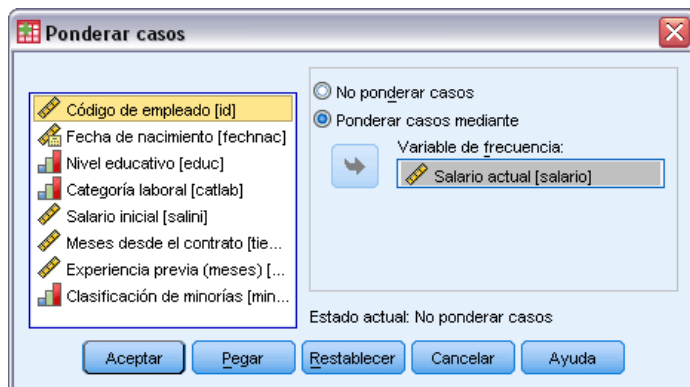 Ponderar casos
Código de empleado [id]
Fecha de nacimiento [fechnac]
Nivel educativo [educ]
Categoría laboral [catlab]
Salario inicial [salini]
Meses desde el contrato [tie...
Experiencia previa (meses) [...
Clasificación de minorías [min...
No ponderar casos
Ponderar casos mediante
Variable de frecuencia:
Salario actual [salario]
Estado actual: No ponderar casos
Aceptar Pegar Restablecer Cancelar Ayuda